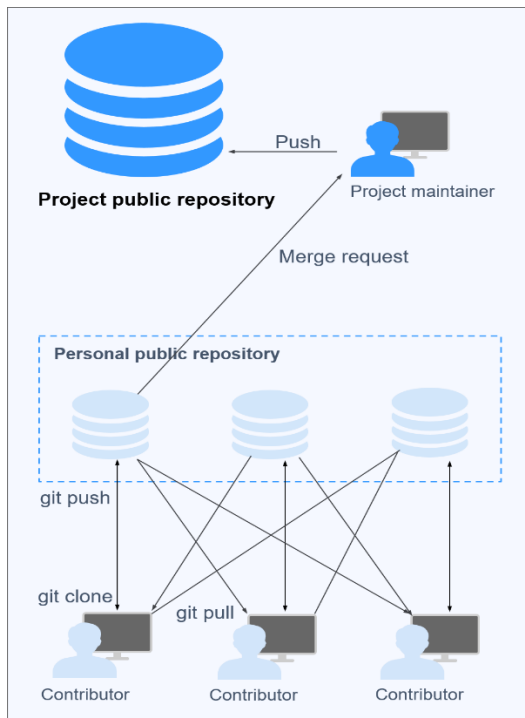 Push
Project public repository
Project maintainer
Merge request
Personal public repository
git push
git clone
git pull
Contributor
Contributor
Contributor